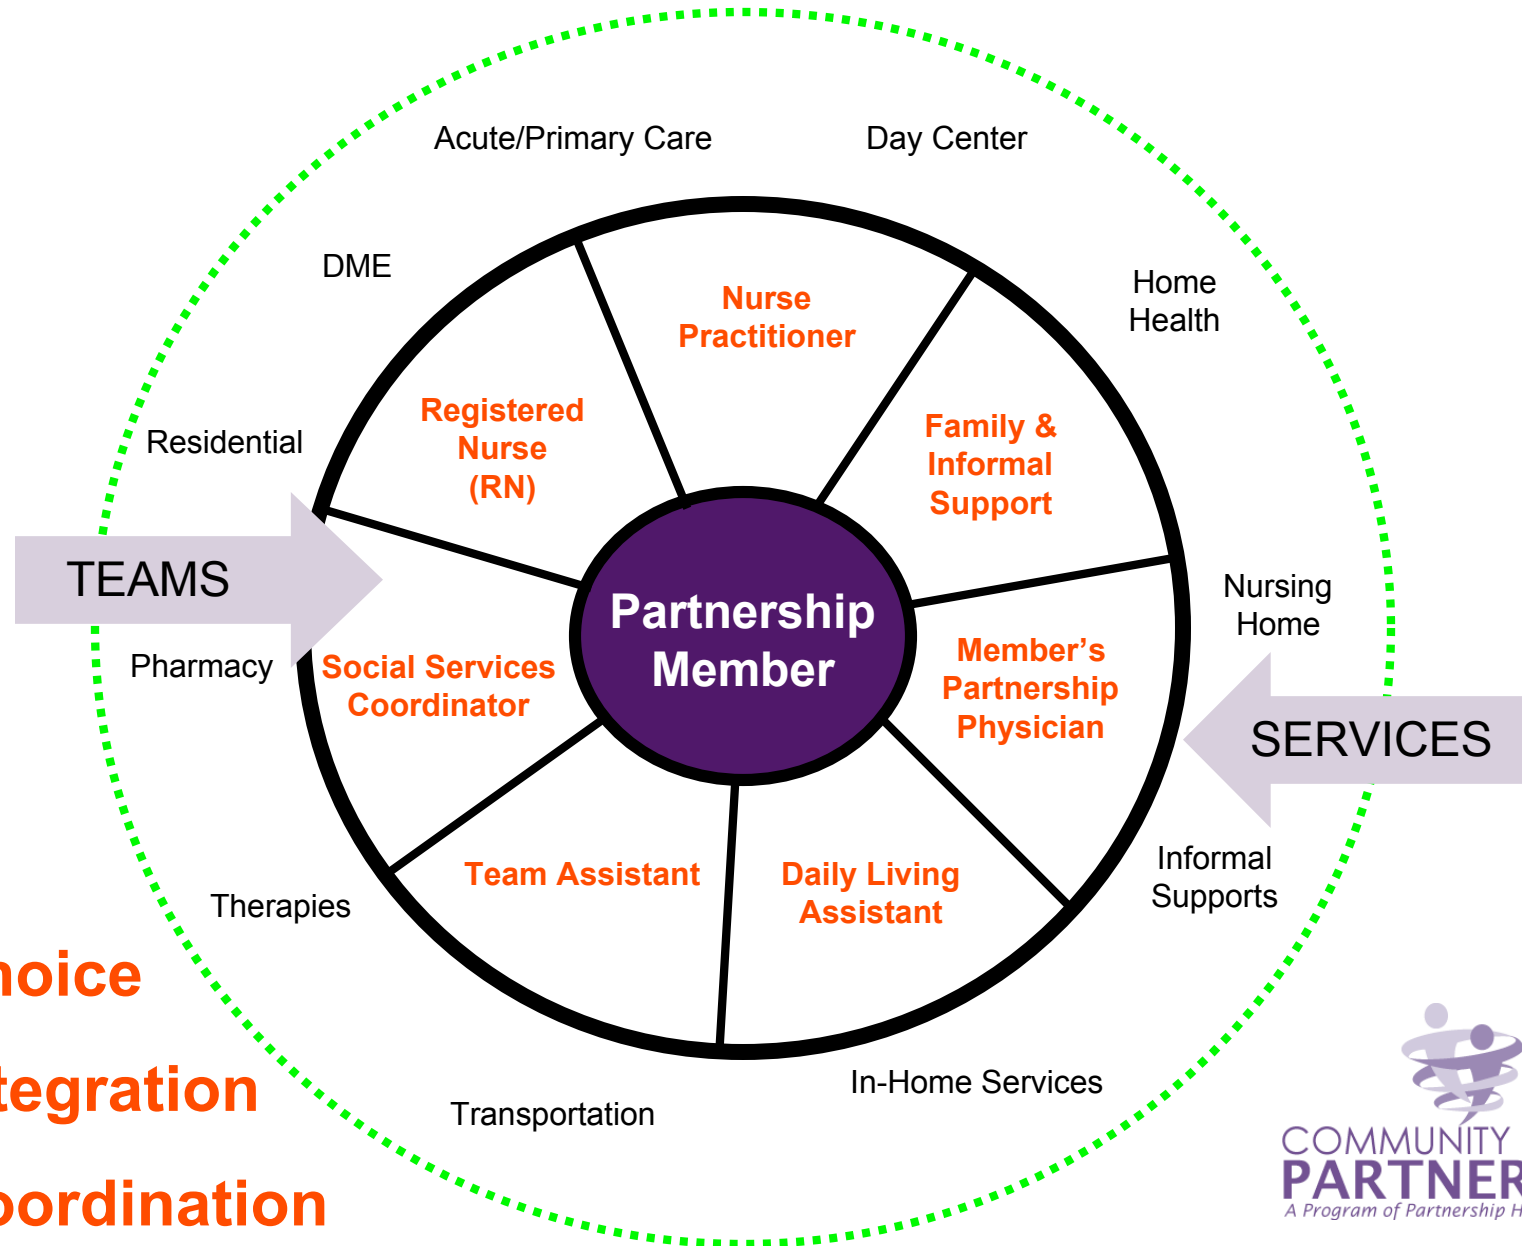 Acute/Primary Care
Day Center
DME
Home
Health
Nurse
Practitioner
Registered
Nurse
(RN)
Family &
Informal
Support
Residential
TEAMS
Partnership
Member
Nursing
Home
Pharmacy
Social Services
Coordinator
Member’s
Partnership
Physician
SERVICES
Team Assistant
Daily Living
Assistant
Informal
Supports
Therapies
hoice
In-Home Services
tegration
Transportation
oordination
COMMUNITY
PARTNER
A Program of Partnership H